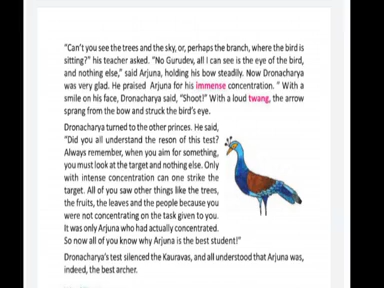 "Can't you see the trees and the sky, or, perhaps the branch, where the bird is
sitting?" his teacher asked. "No Gurudev, all I can see is the eye of the bird,
and nothing else," said Arjuna, holding his bow steadily. Now Dronacharya
was very glad. He praised Arjuna for his immense concentration. " With a
smile on his face, Dronacharya said, "Shoot!" With a loud twang, the arrow
sprang from the bow and struck the bird's eye.
Dronacharya turned to the other princes. He said,
"Did you all understand the reson of this test?
Always remember, when you aim for something,
you must look at the target and nothing else. Only
with intense concentration can one strike the
target. All of you saw other things like the trees,
the fruits, the leaves and the people because you
were not concentrating on the task given to you.
It was only Arjuna who had actually concentrated.
So now all of you know why Arjuna is the best student!"
Dronacharya's test silenced the Kauravas, and all understood that Arjuna was,
indeed, the best archer.